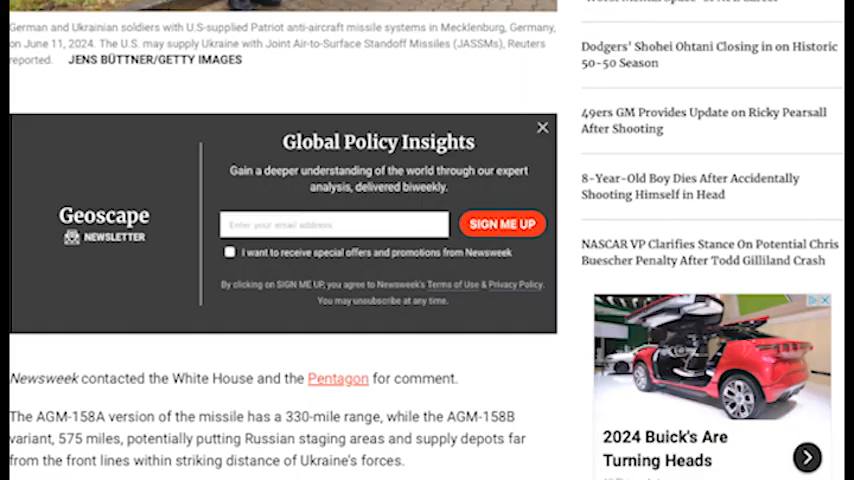 German and Ukrainian soldiers with U.S-supplied Patriot anti-aircraft missile systems in Mecklenburg, Germany,
on June 11, 2024. The U.S. may supply Ukraine with Joint Air-to-Surface Standoff Missiles (JASSMs), Reuters
reported. JENS BÜTTNER/GETTY IMAGES
Global Policy Insights
Gain a deeper understanding of the world through our expert
analysis, delivered biweekly.
Geoscape
NEWSLETTER
Enter your email address
SIGN ME UP
I want to receive special offers and promotions from Newsweek
By clicking on SIGN ME UP, you agree to Newsweek's Terms of Use & Privacy Policy.
You may unsubscribe at any time.
Newsweek contacted the White House and the Pentagon for comment.
The AGM-158A version of the missile has a 330-mile range, while the AGM-158B
variant, 575 miles, potentially putting Russian staging areas and supply depots far
from the front lines within striking distance of Ukraine's forces.
Dodgers' Shohei Ohtani Closing in on Historic
50-50 Season
49ers GM Provides Update on Ricky Pearsall
After Shooting
8-Year-Old Boy Dies After Accidentally
Shooting Himself in Head
NASCAR VP Clarifies Stance On Potential Chris
Buescher Penalty After Todd Gilliland Crash
2024 Buick's Are
Turning Heads